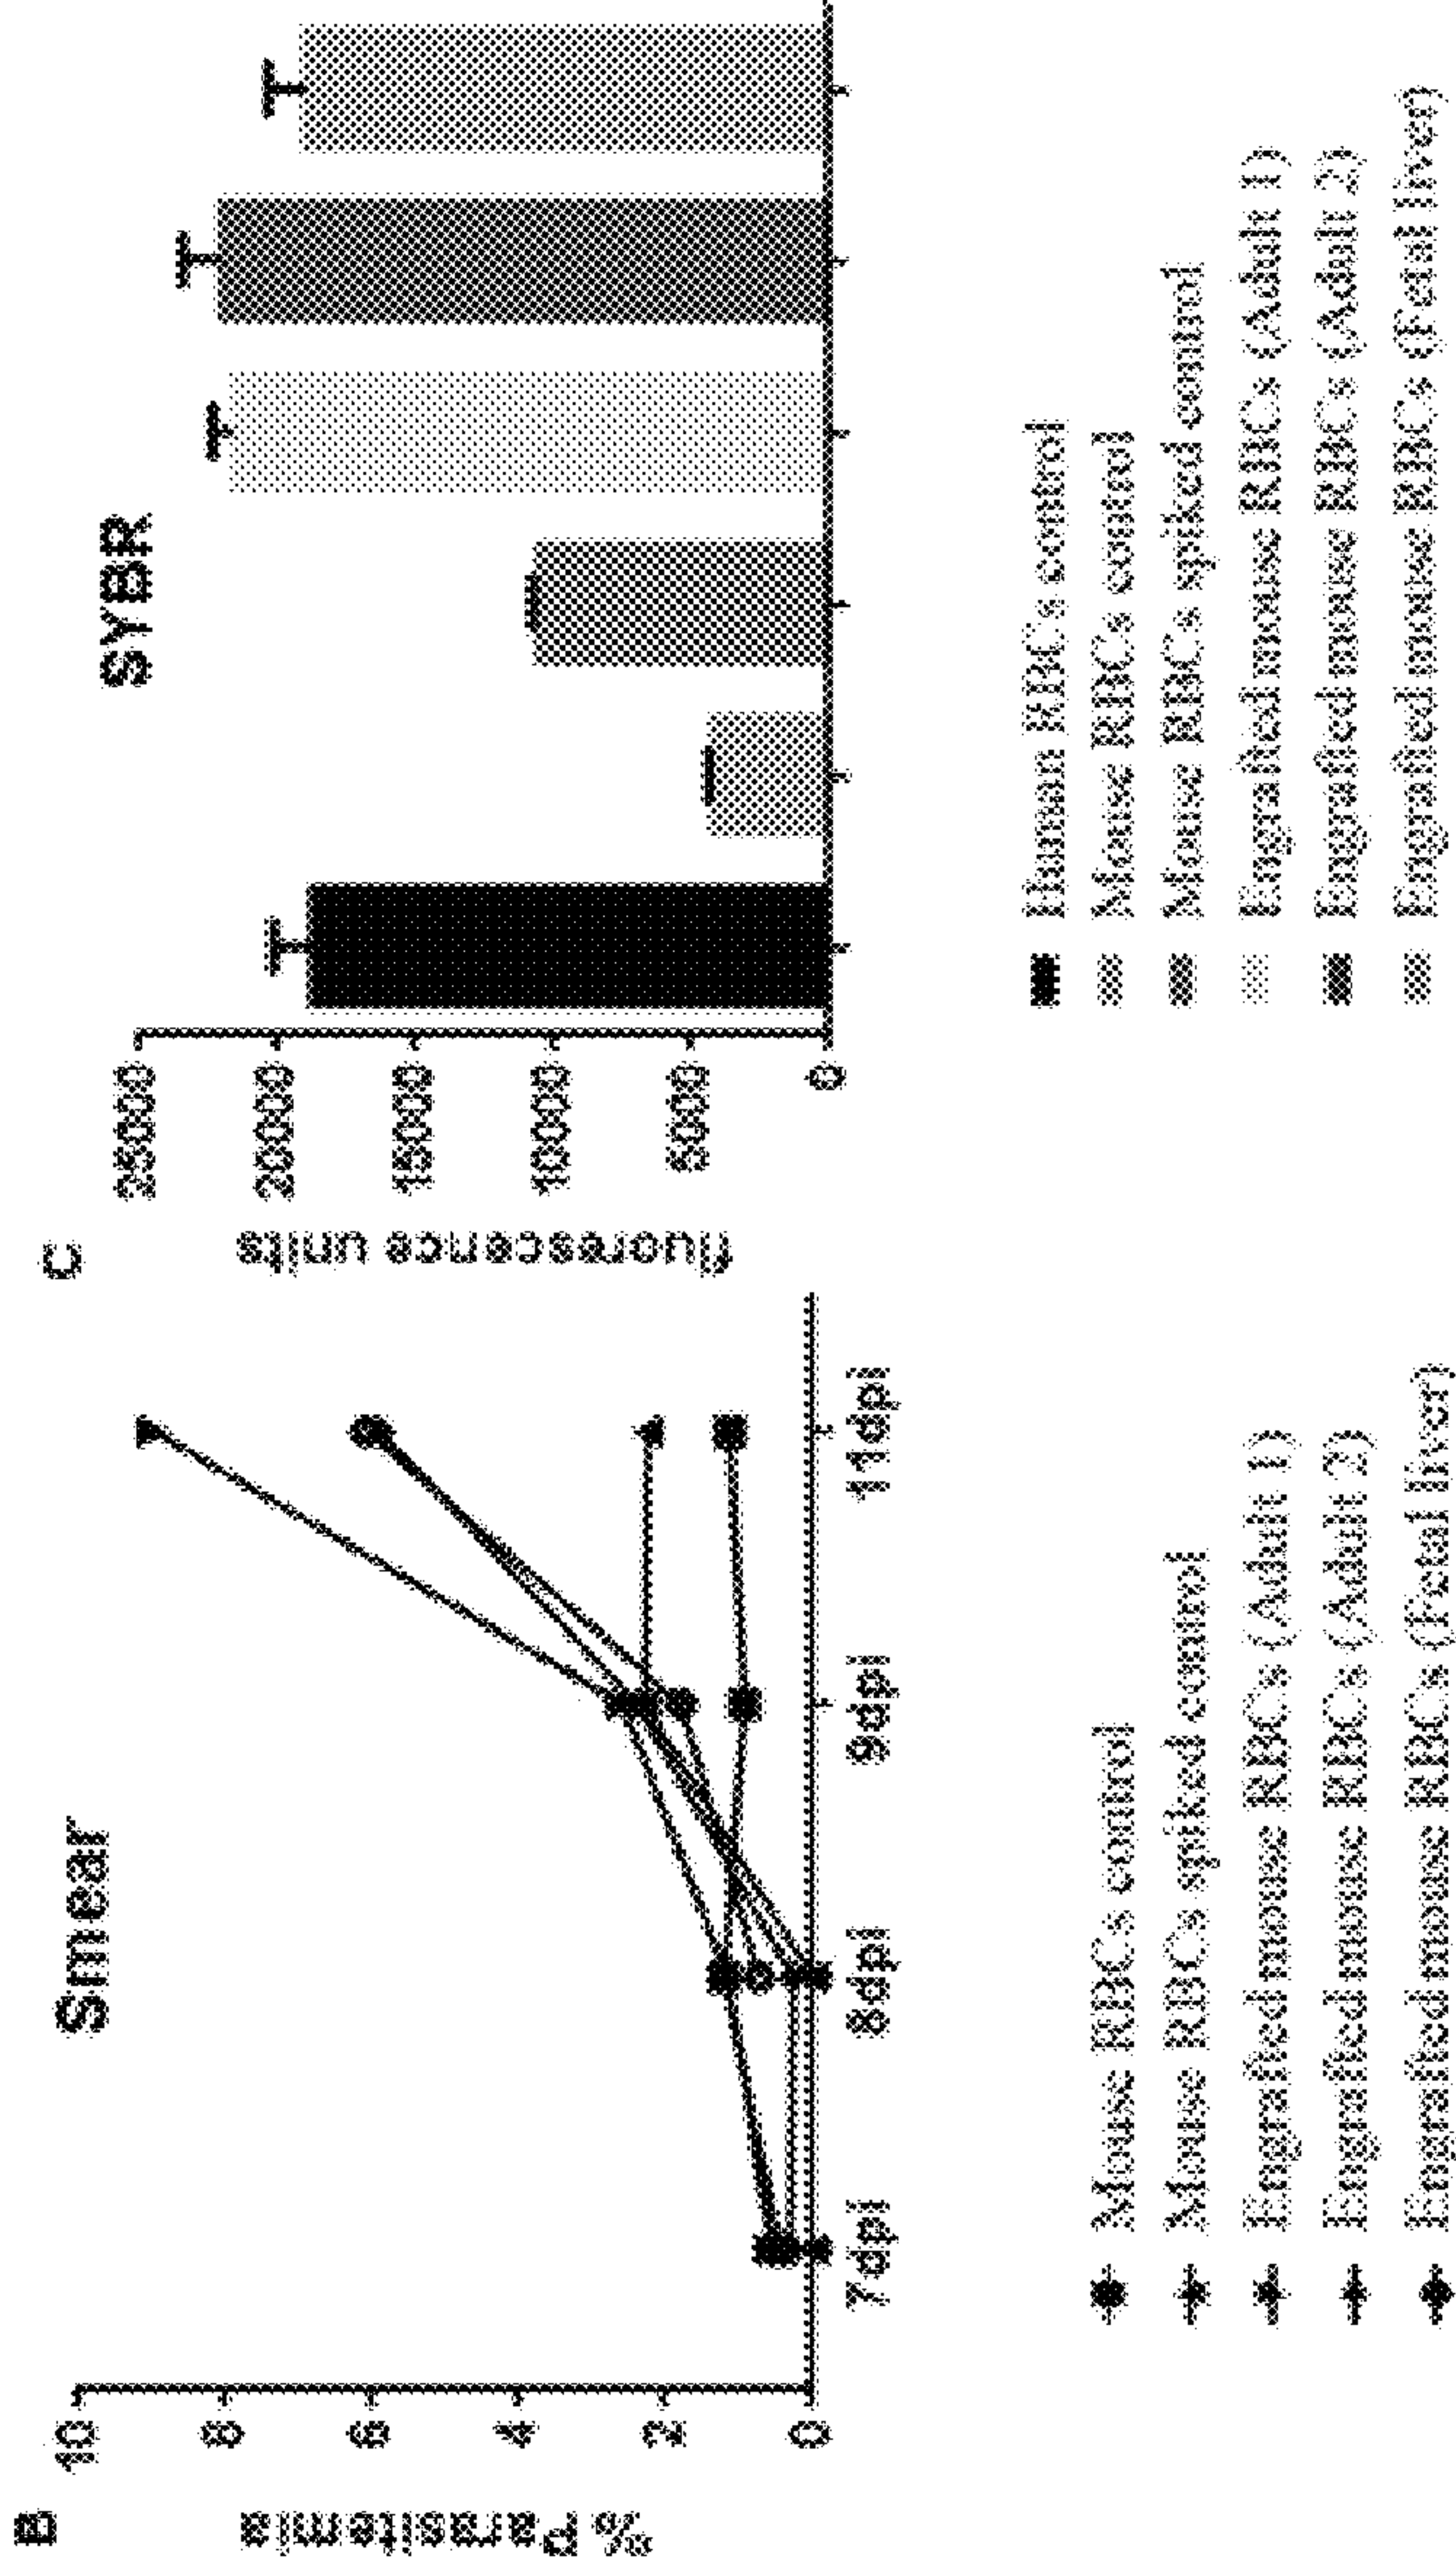 B
Smear
% Parasitemia
10
8
6
4
2
0
7dpi
8dpi
9dpi
11dpi
Mouse RBCs control
Mouse RBCs spiked control
Engrafted mouse RBCs (Adult 1)
Engrafted mouse RBCs (Adult 2)
Engrafted mouse RBCs (Fetal liver)
C
SYBR
fluorescence units
25000
20000
15000
10000
5000
0
Human RBCs control
Mouse RBCs control
Mouse RBCs spiked control
Engrafted mouse RBCs (Adult 1)
Engrafted mouse RBCs (Adult 2)
Engrafted mouse RBCs (Fetal liver)